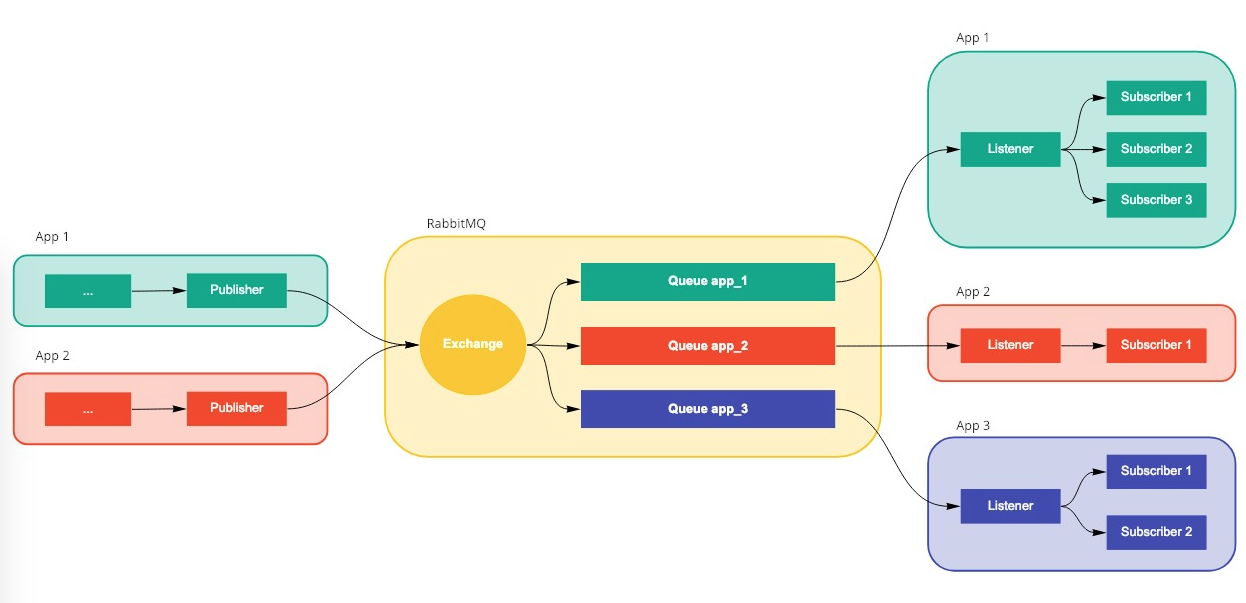 App 1
...
Publisher
App 2
...
Publisher
RabbitMQ
Exchange
Queue app_1
Queue app_2
Queue app_3
App 1
Listener
Subscriber 1
Subscriber 2
Subscriber 3
App 2
Listener
Subscriber 1
App 3
Listener
Subscriber 1
Subscriber 2